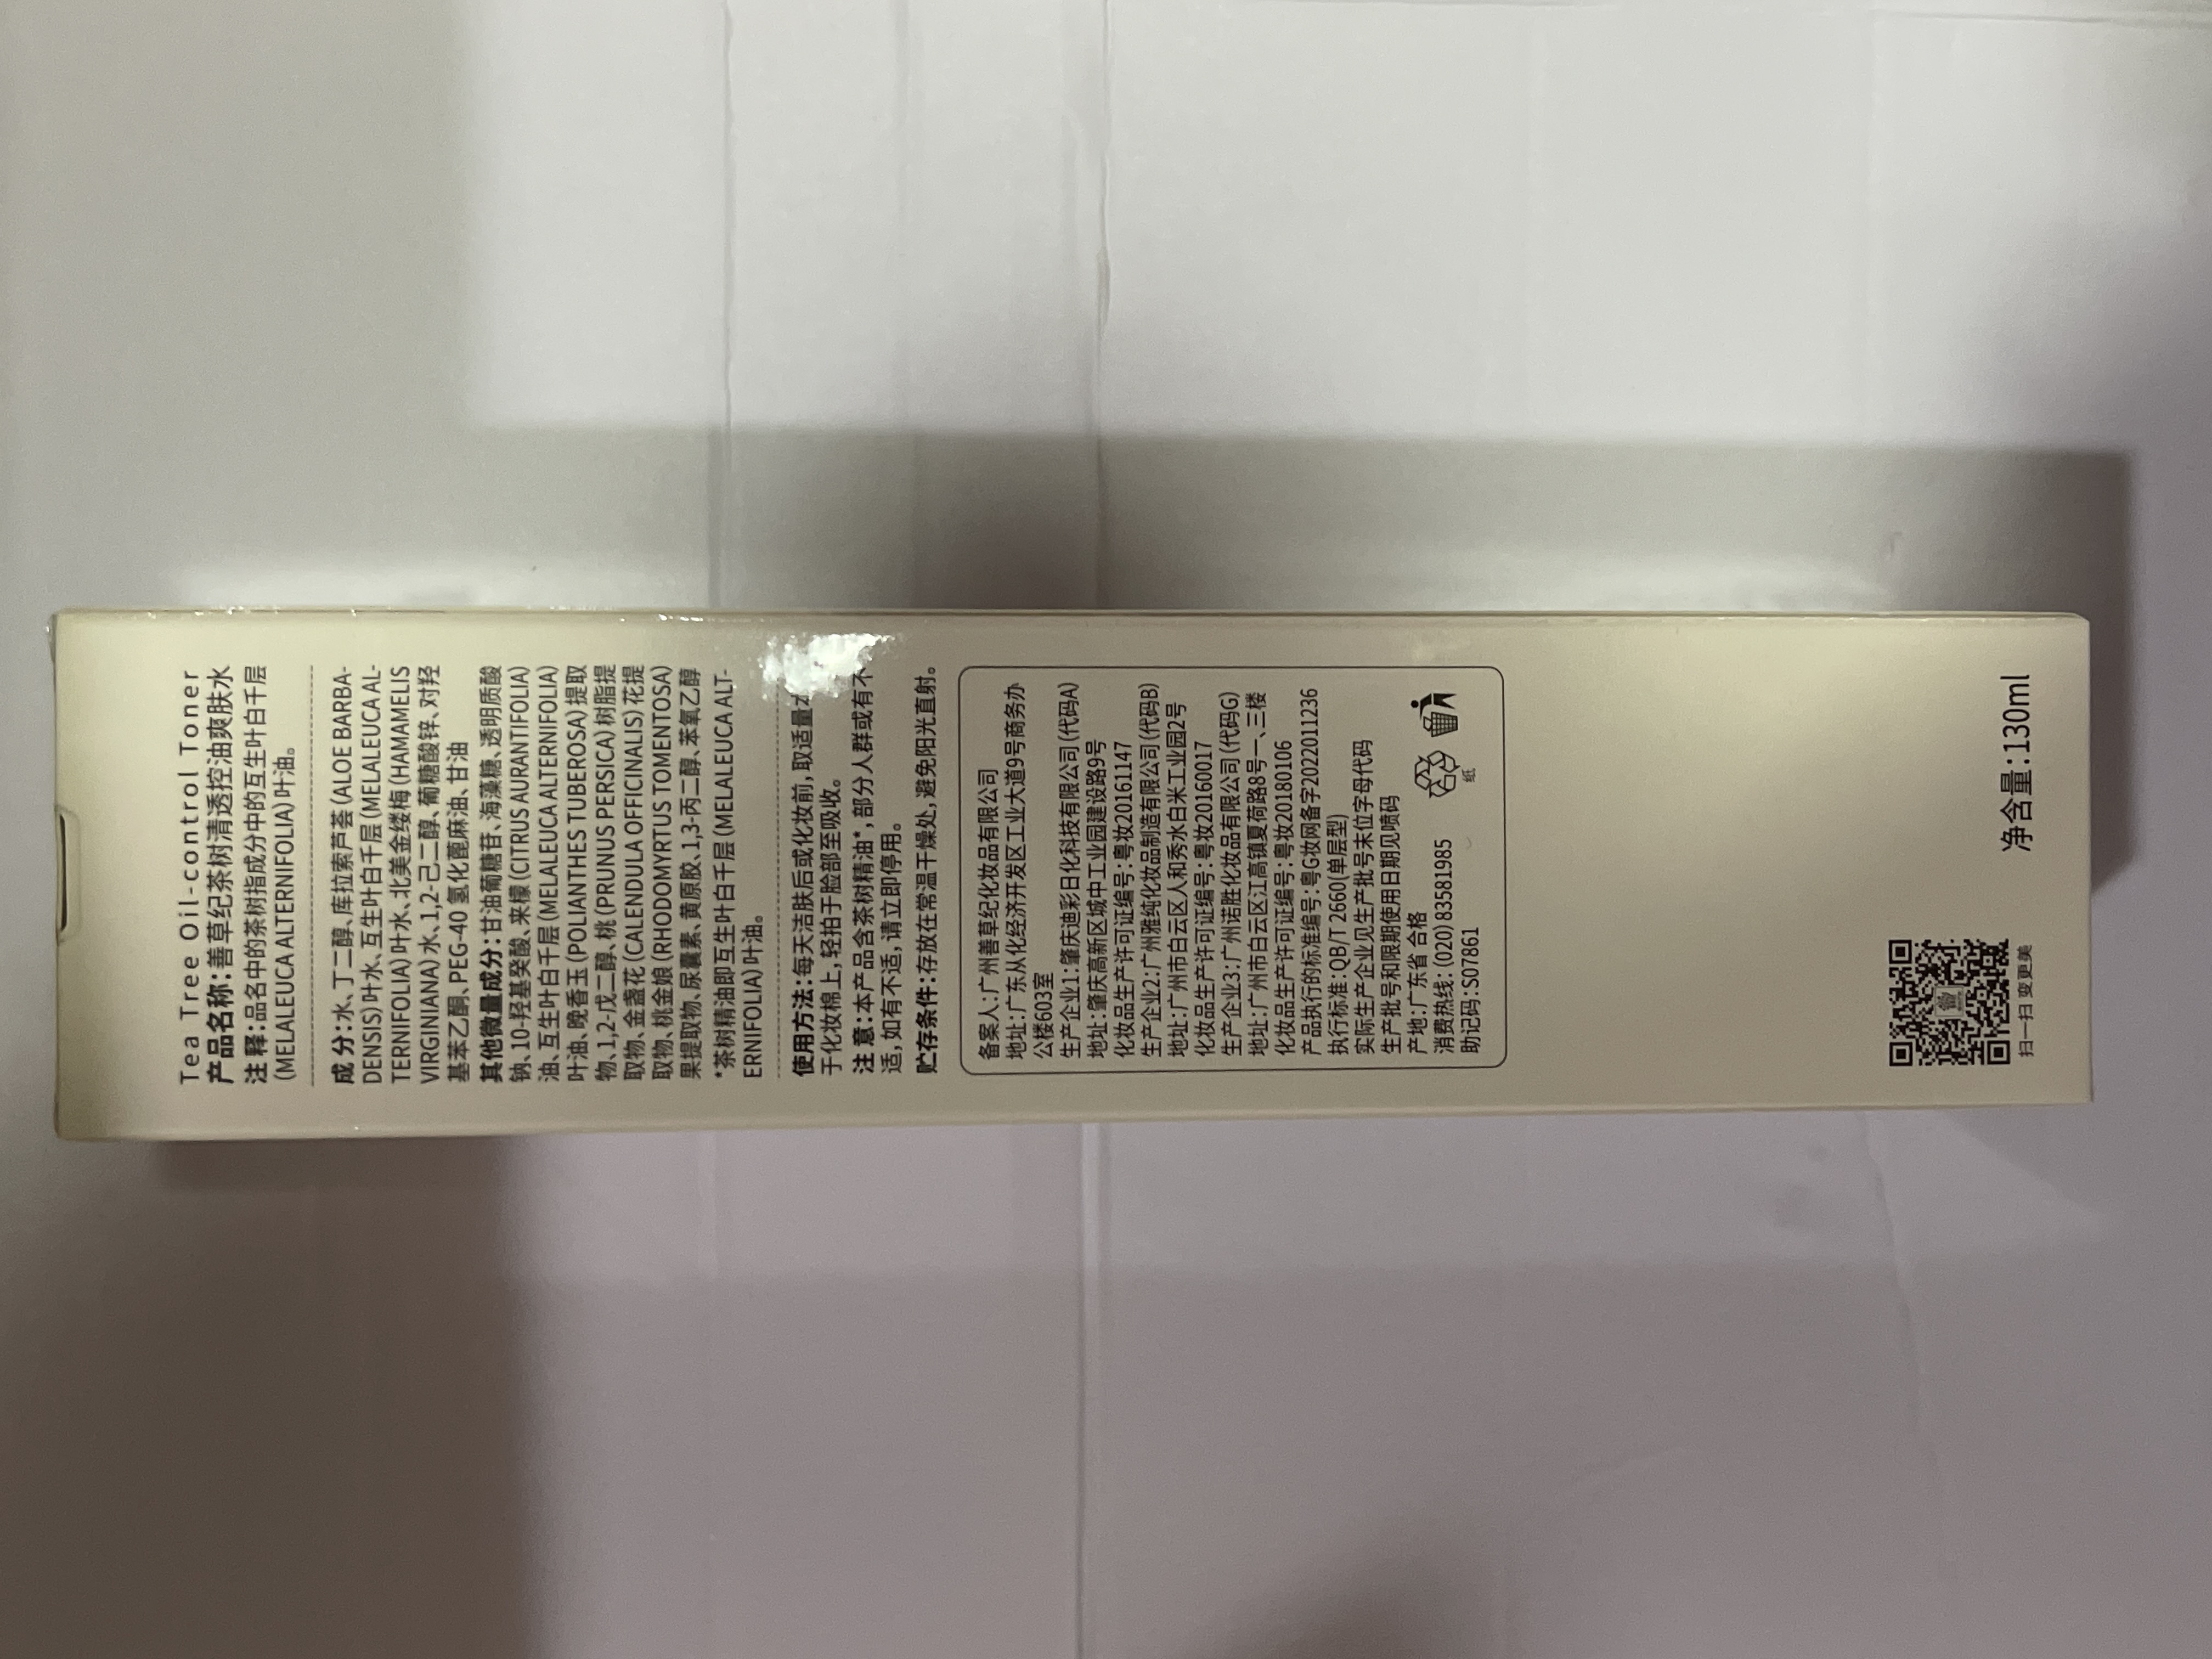 Tea Tree Oil-control Toner
产品名称:善草纪茶树清透控油爽肤水
注 释:品名中的茶树指成分中的互生叶白千层
(MELALEUCA ALTERNIFOLIA) 叶油。
成 分:水、丁二醇、库拉索芦荟 (ALOE BARBA-
DENSIS) 叶水、互生叶白千层 (MELALEUCA AL-
TERNIFOLIA) 叶水、北美金缕梅 (HAMAMELIS
VIRGINIANA) 水、1,2-己二醇、葡糖酸锌、对羟
基苯乙酮、PEG-40 氢化蓖麻油、甘油
其他微量成分:甘油葡糖苷、海藻糖、透明质酸
钠、10-羟基癸酸、来檬 (CITRUS AURANTIFOLIA)
油、互生叶白千层 (MELALEUCA ALTERNIFOLIA)
叶油、晚香玉 (POLIANTHES TUBEROSA) 提取
物、1,2-戊二醇、桃 (PRUNUS PERSICA) 树脂提
取物、金盏花 (CALENDULA OFFICINALIS) 花提
取物、桃金娘 (RHODOMYRTUS TOMENTOSA)
果提取物、尿囊素、黄原胶、1,3-丙二醇、苯氧乙醇
*茶树精油即互生叶白千层 (MELALEUCA ALT-
ERNIFOLIA) 叶油。
使用方法:每天洁肤后或化妆前,取适量
于化妆棉上,轻拍于脸部至吸收。
注 意:本产品含茶树精油*,部分人群或有不
适,如有不适,请立即停用。
贮存条件:存放在常温干燥处,避免阳光直射。
备案人:广州善草纪化妆品有限公司
地址:广东从化经济开发区工业大道9号商务办
公楼603室
生产企业1:肇庆迪彩日化科技有限公司 (代码A)
地址:肇庆高新区城中工业园建设路9号
化妆品生产许可证编号:粤妆20161147
生产企业2:广州雅纯化妆品制造有限公司 (代码B)
地址:广州市白云区人和秀水白米工业园2号
化妆品生产许可证编号:粤妆20160017
生产企业3:广州诺胜化妆品有限公司 (代码G)
地址:广州市白云区江高镇夏荷路8号一、三楼
化妆品生产许可证编号:粤妆20180106
产品执行的标准编号:粤G妆网备字2022011236
执行标准:QB/T 2660(单层型)
实际生产企业见生产批号末位字母代码
生产批号和限期使用日期见喷码
产地:广东省 合格
消费热线: (020) 83581985
助记码:S07861
纸
扫一扫 变更美
净含量:130ml